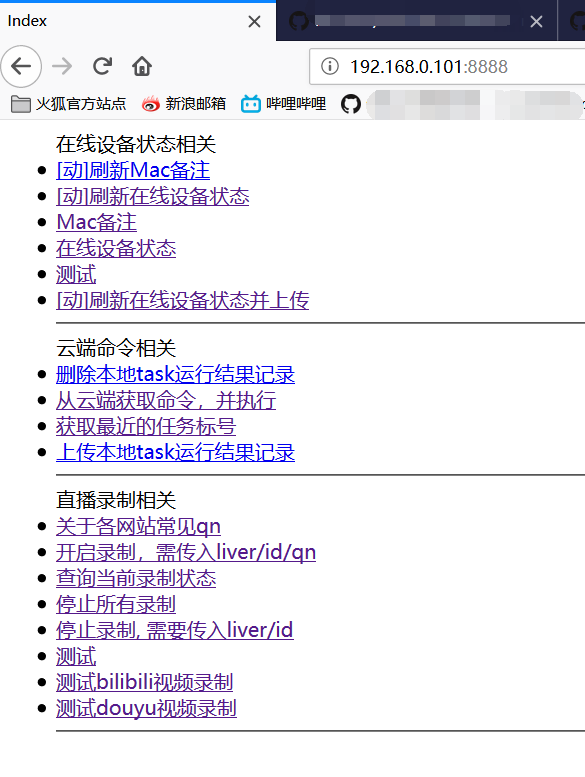 Index
192.168.0.101:8888
火狐官方站点 新浪邮箱 哔哩哔哩
在线设备状态相关
[动]刷新Mac备注
[动]刷新在线设备状态
Mac备注
在线设备状态
测试
[动]刷新在线设备状态并上传
云端命令相关
删除本地task运行结果记录
从云端获取命令，并执行
获取最近的任务标号
上传本地task运行结果记录
直播录制相关
关于各网站常见qn
开启录制，需传入liver/id/qn
查询当前录制状态
停止所有录制
停止录制, 需要传入liver/id
测试
测试bilibili视频录制
测试douyu视频录制